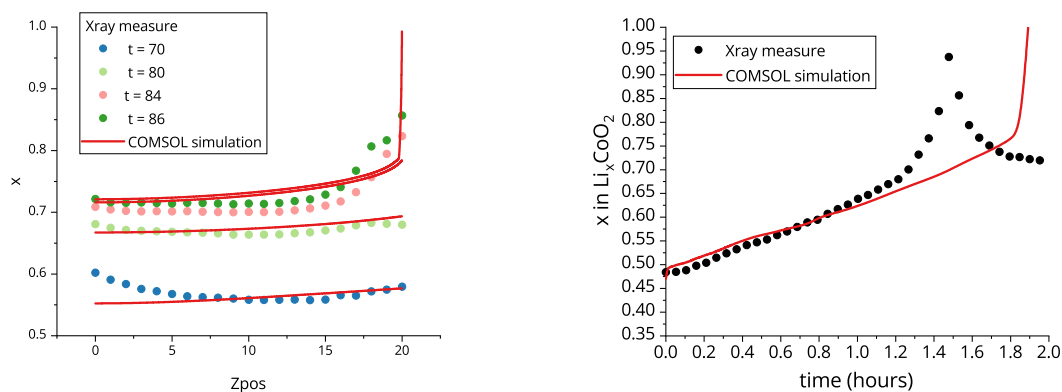 Xray measure
t = 70
t = 80
t = 84
t = 86
COMSOL simulation
1.0
0.9
0.8
0.7
0.6
0.5
x
0
5
10
15
20
Zpos
Xray measure
COMSOL simulation
1.00
0.95
0.90
0.85
0.80
0.75
0.70
0.65
0.60
0.55
0.50
0.45
0.40
0.35
x in LiₓCoO₂
0.0 0.2 0.4 0.6 0.8 1.0 1.2 1.4 1.6 1.8 2.0
time (hours)